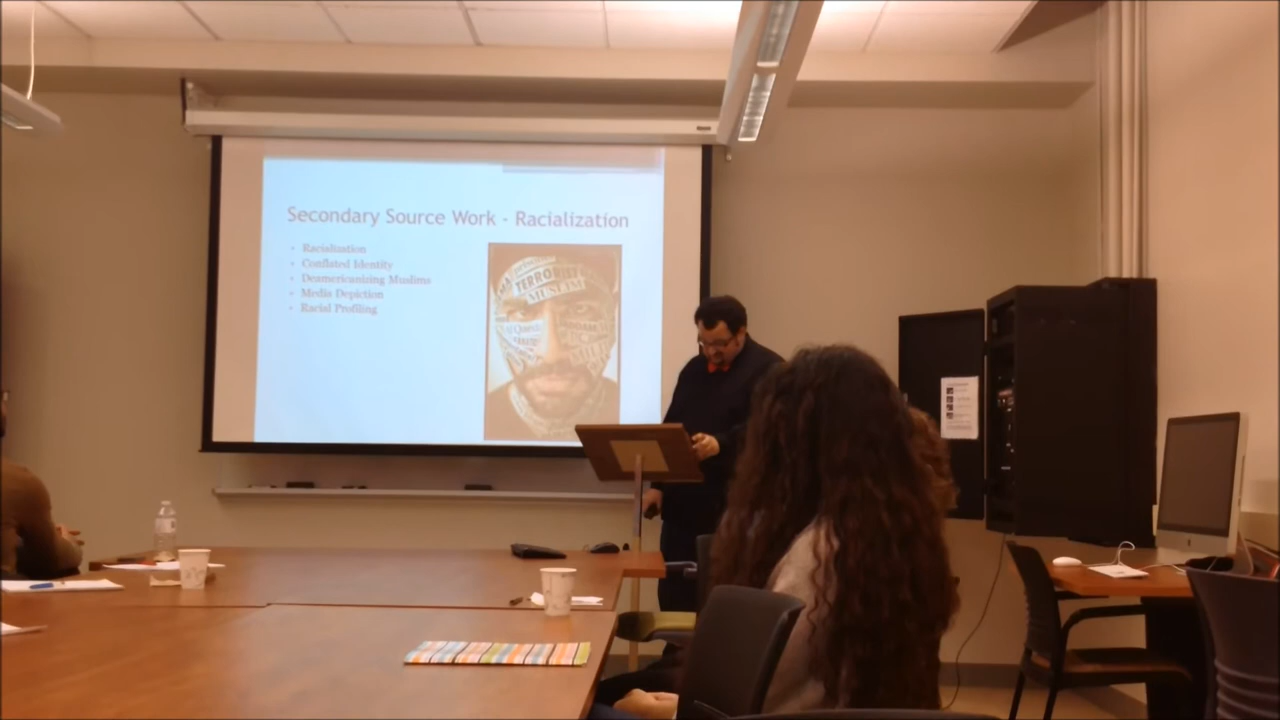 Secondary Source Work - Racialization
• Racialization
• Conflated Identity
• Deamericanizing Muslims
• Media Depiction
• Racial Profiling
TERRORIST
MUSLIM